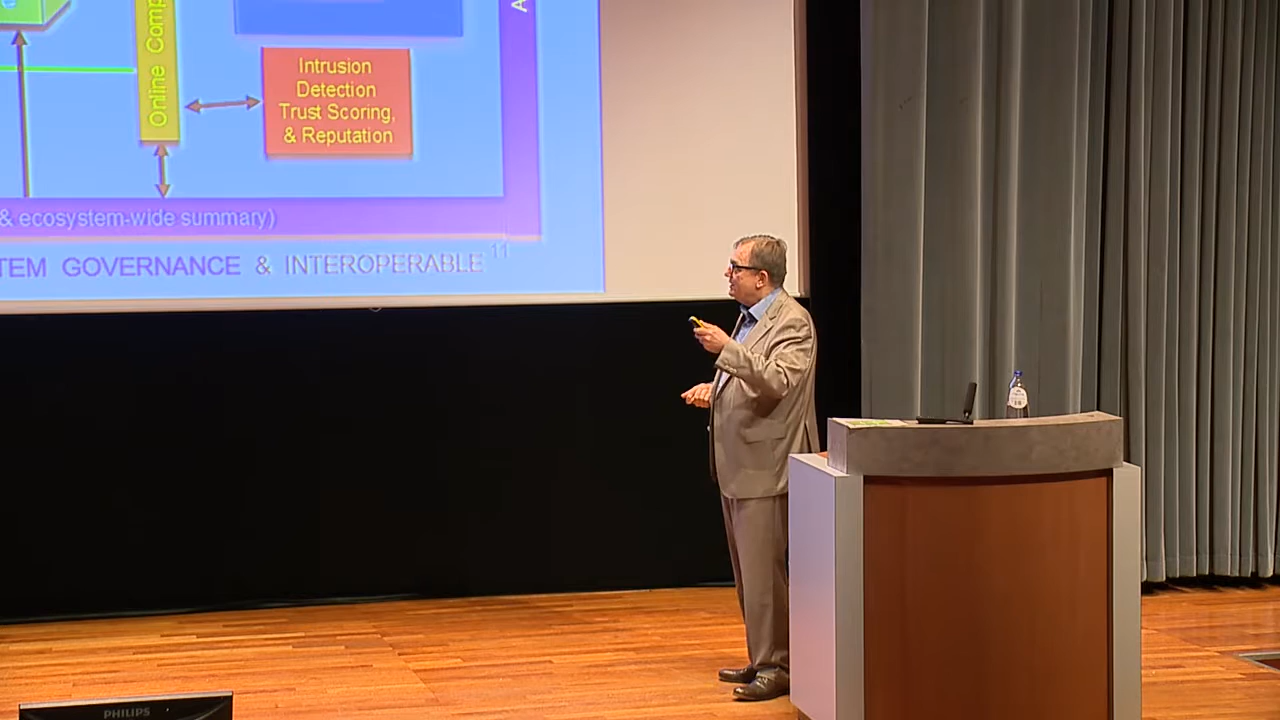 Online Comp
A
Intrusion
Detection
Trust Scoring,
& Reputation
& ecosystem-wide summary)
TEM GOVERNANCE & INTEROPERABLE
11
PHILIPS